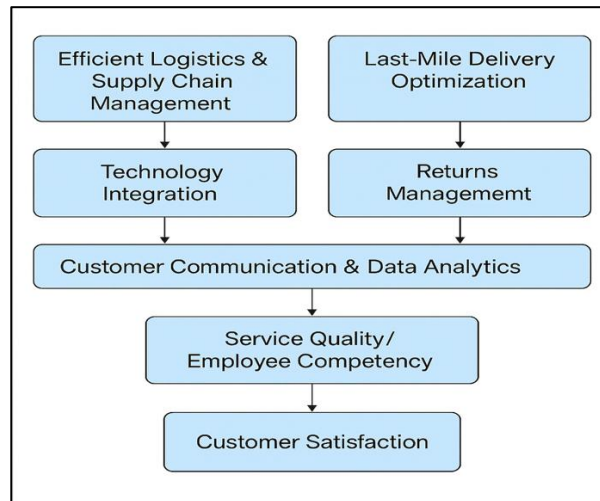 Efficient Logistics &
Supply Chain
Management
Last-Mile Delivery
Optimization
Technology
Integration
Returns
Managememt
Customer Communication & Data Analytics
Service Quality/
Employee Competency
Customer Satisfaction